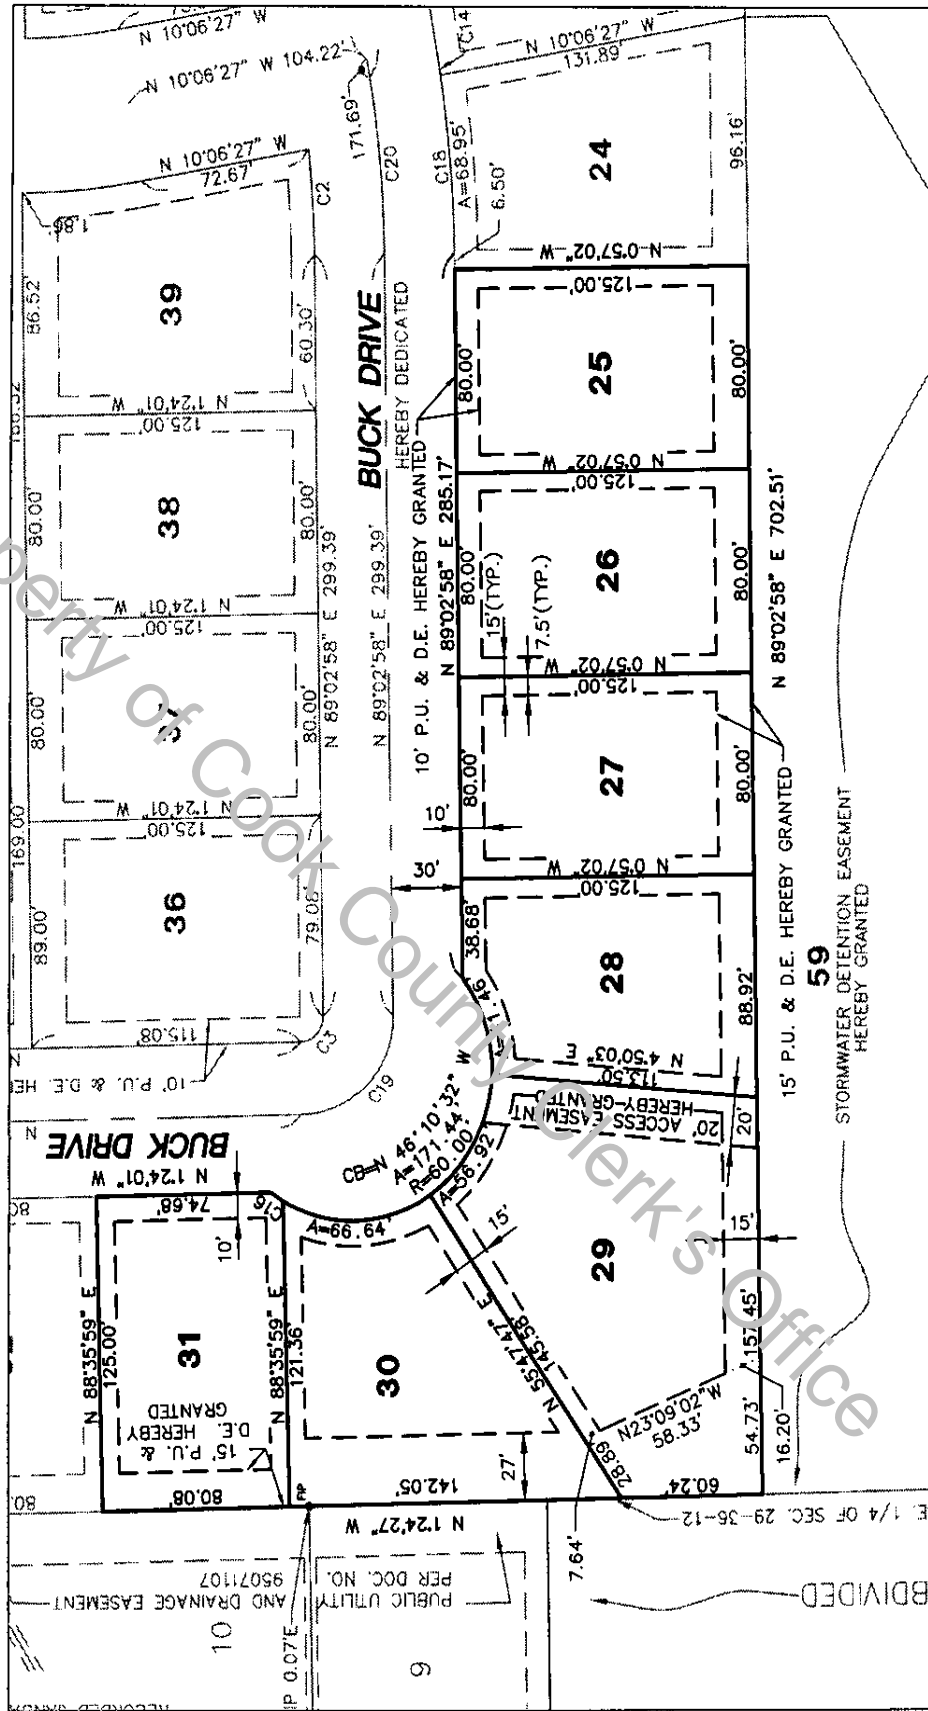 N 10°06'27" W
N 10°06'27" W 104.22'
171.69'
C20
C18
C14
N 10°06'27" W
131.89'
A=68.95'
6.50'
24
96.16'
N 0°57'02" W
N 10°06'27" W
72.67'
C2
1.86'
86.52'
39
60.30'
N 1°24'01" W
125.00'
80.00'
38
80.00'
N 1°24'01" W
125.00'
80.00'
37
80.00'
N 1°24'01" W
125.00'
169.00
89.00'
36
79.08'
115.08'
C3
10' P.U. & D.E.
N 89°02'58" E 299.39'
N 89°02'58" E 299.39'
BUCK DRIVE
HEREBY DEDICATED
10' P.U. & D.E. HEREBY GRANTED
N 89°02'58" E 285.17'
80.00'
125.00'
25
80.00'
N 0°57'02" W
125.00'
80.00'
26
15' (TYP.)
7.5' (TYP.)
N 0°57'02" W
125.00'
80.00'
27
80.00'
10'
30'
N 0°57'02" W
125.00'
38.68'
28
88.92'
N 4°50'03" E
113.50'
N 89°02'58" E 702.51'
15' P.U. & D.E. HEREBY GRANTED
59
STORMWATER DETENTION EASEMENT
HEREBY GRANTED
C19
CB=N 46°10'32" W
A=171.44'
R=60.00'
A=56.92'
ACCESS EASEMENT
HEREBY GRANTED
20'
20'
BUCK DRIVE
N 1°24'01" W
74.68'
C16
10'
A=66.64'
15'
29
15'
157.45'
N 88°35'59" E
125.00'
31
15' P.U. &
D.E. HEREBY
GRANTED
N 88°35'59" E
121.36'
30
N 55°47'47" E
145.58'
N23°09'02"W
58.33'
54.73'
16.20'
28.89'
60.24'
80.08'
142.05'
27'
N 1°24'27" W
7.64'
E. 1/4 OF SEC. 29-36-12
BDIVIDED
PUBLIC UTILITY
AND DRAINAGE EASEMENT
PER DOC. NO.
95071107
10
9
IP 0.07'E
Property of Cook County Clerk's Office